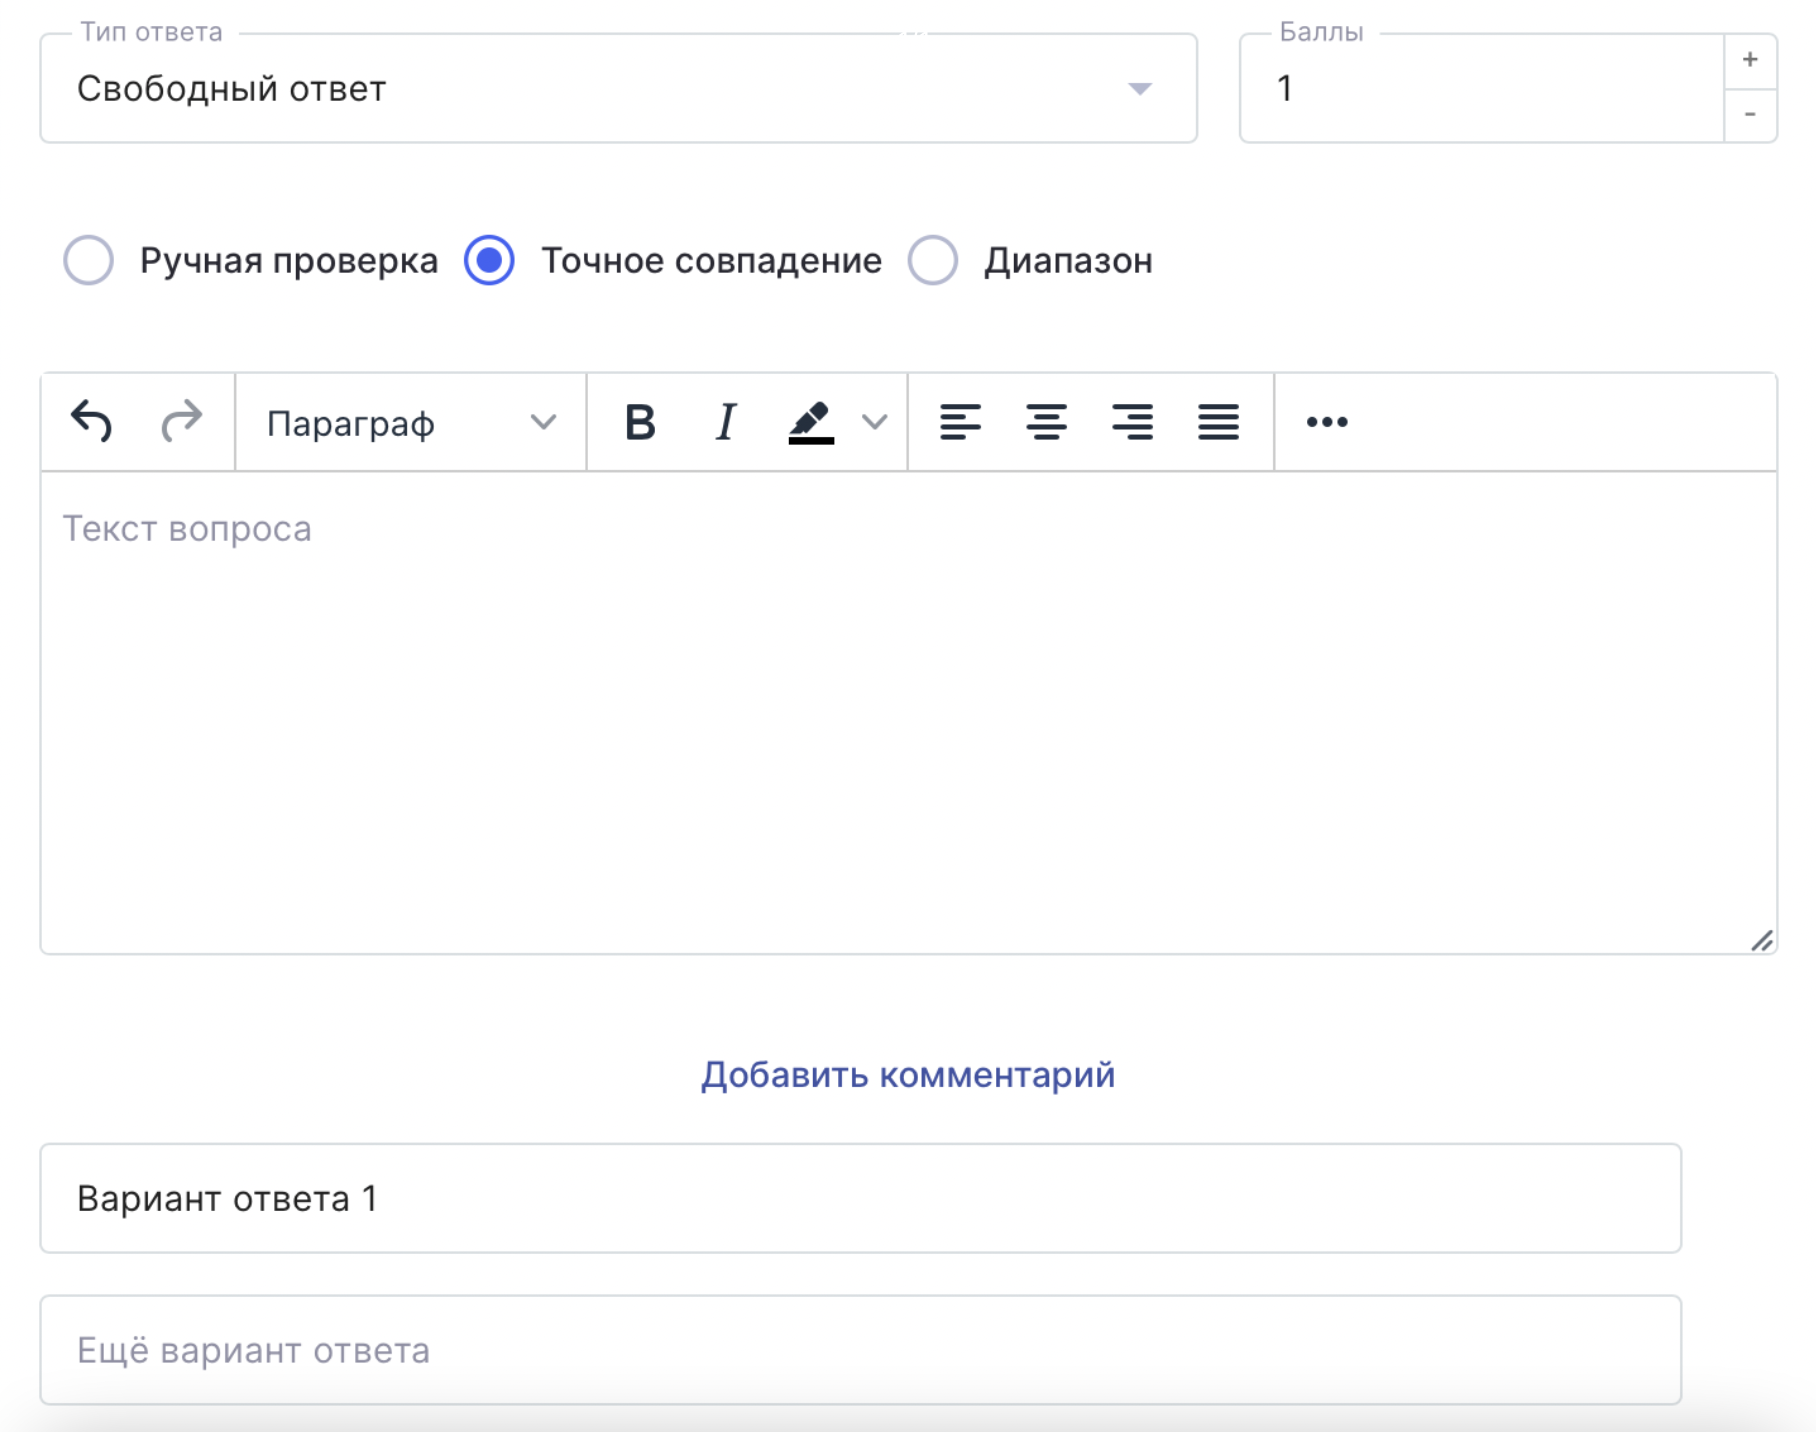 Тип ответа
Баллы
Свободный ответ
1
+
-
Ручная проверка
Точное совпадение
Диапазон
Параграф
B
I
Текст вопроса
Добавить комментарий
Вариант ответа 1
Ещё вариант ответа